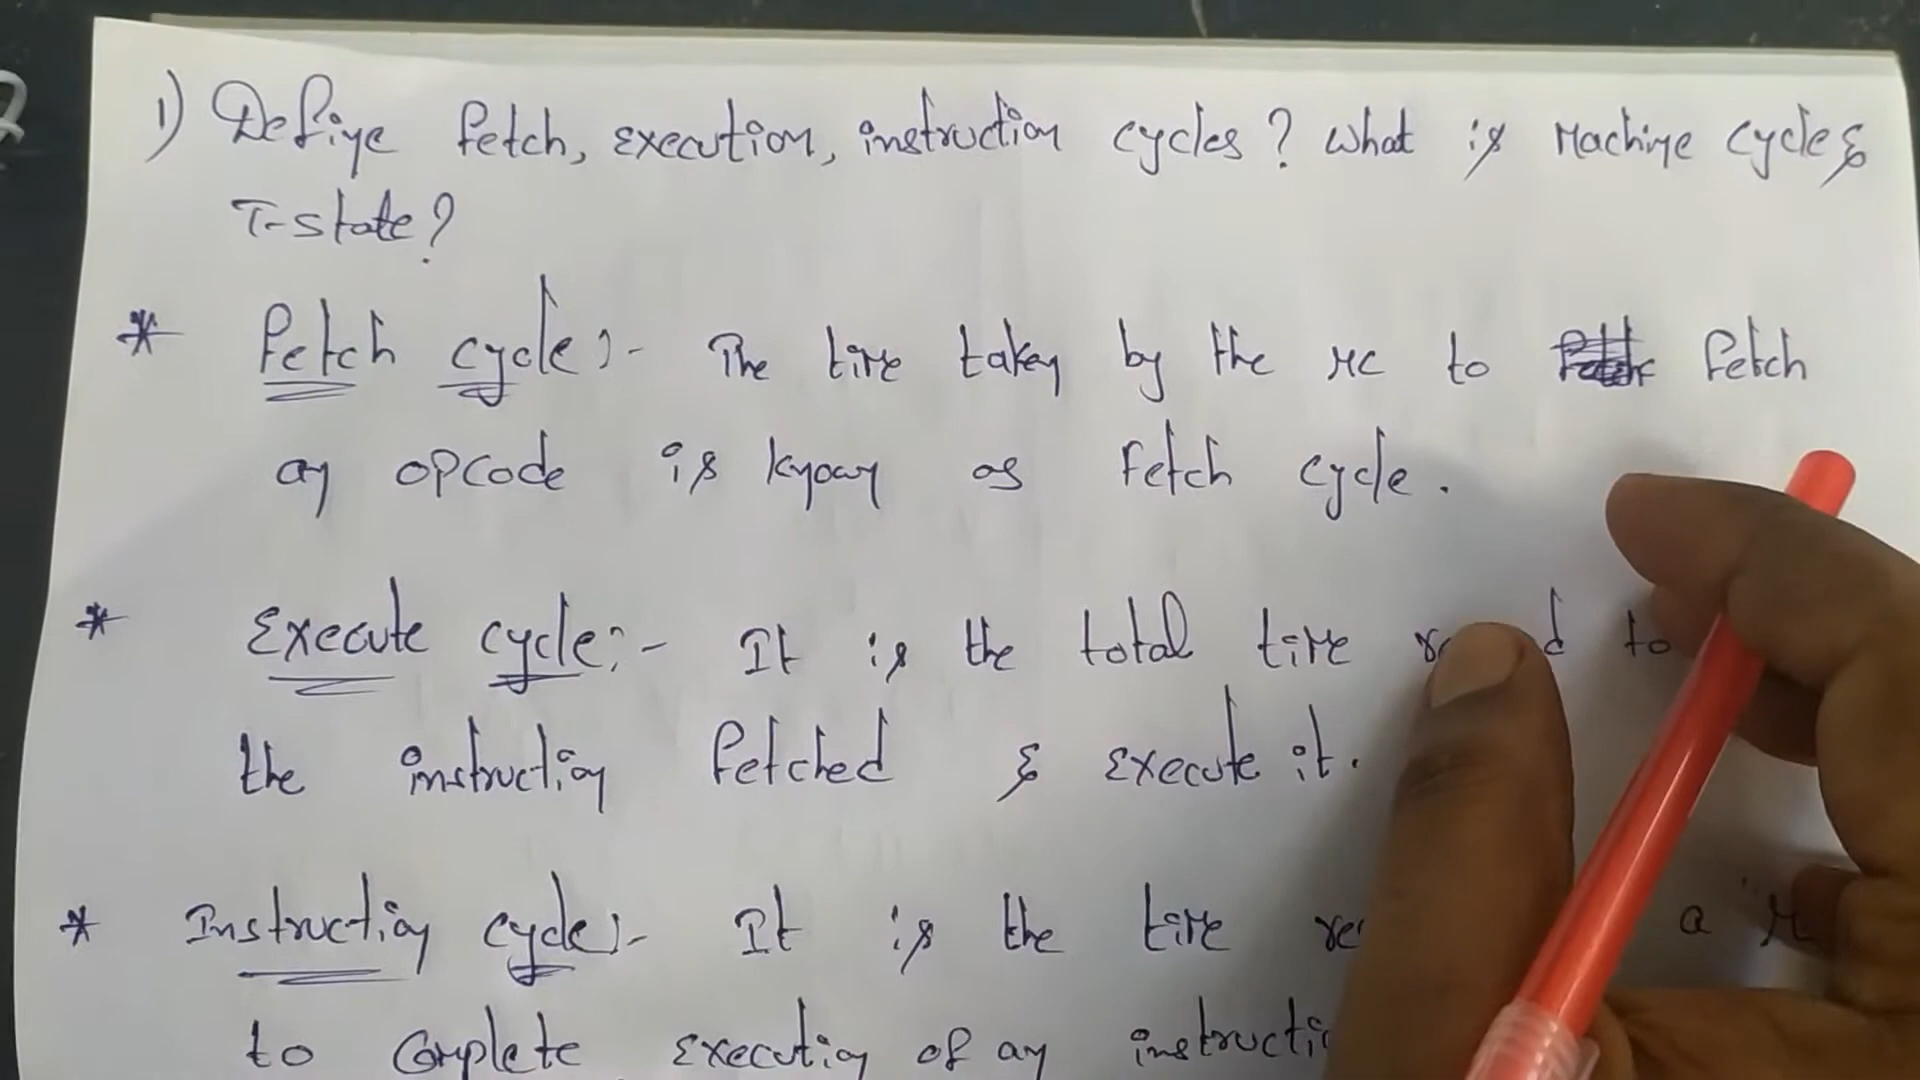 1) Define fetch, execution, instruction cycles? What is Machine cycle &
T-state?
* Fetch cycle :- The time taken by the MC to fetch
an opcode is known as Fetch cycle.
* Execute cycle :- It is the total time to
the instruction fetched & execute it.
* Instruction cycle :- It is the time a
to complete execution of an